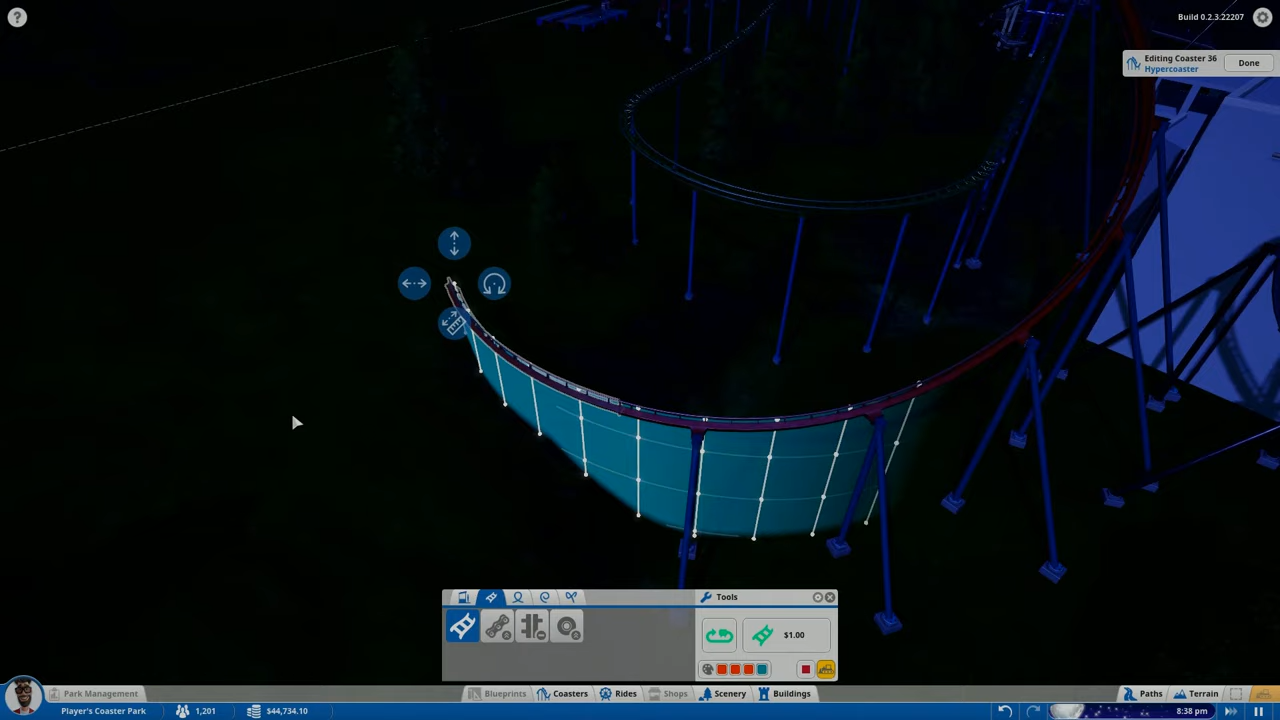 ?
Build 0.2.3.22207
Editing Coaster 36
Hypercoaster
Done
Tools
$1.00
Park Management
Blueprints
Coasters
Rides
Shops
Scenery
Buildings
Paths
Terrain
Player's Coaster Park
1,201
$44,734.10
8:38 pm